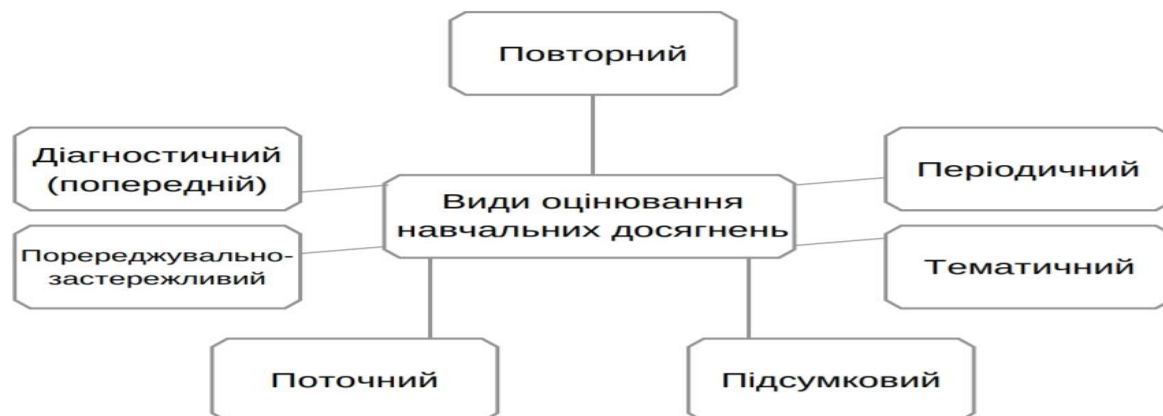 Повторний
Діагностичний
(попередній)
Періодичний
Види оцінювання
навчальних досягнень
Поререджувально-
застережливий
Тематичний
Поточний
Підсумковий